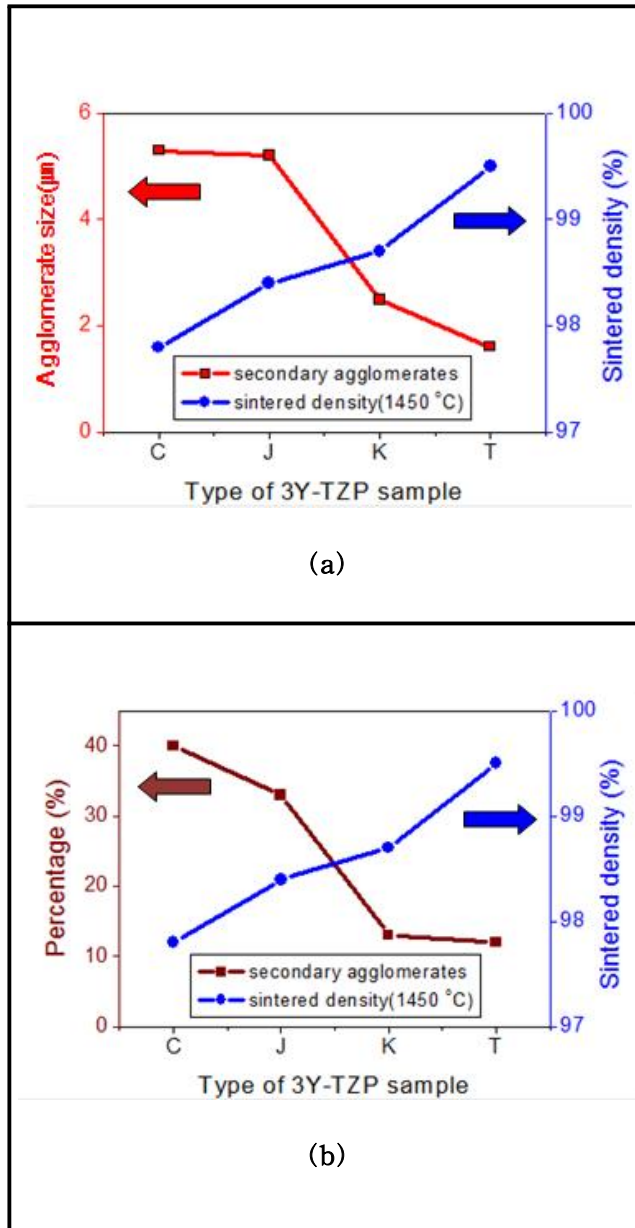 6
4
2
0
Agglomerate size(㎛)
100
99
98
97
Sintered density (%)
secondary agglomerates
sintered density(1450 °C)
C J K T
Type of 3Y-TZP sample
(a)
40
30
20
10
0
Percentage (%)
100
99
98
97
Sintered density (%)
secondary agglomerates
sintered density(1450 °C)
C J K T
Type of 3Y-TZP sample
(b)